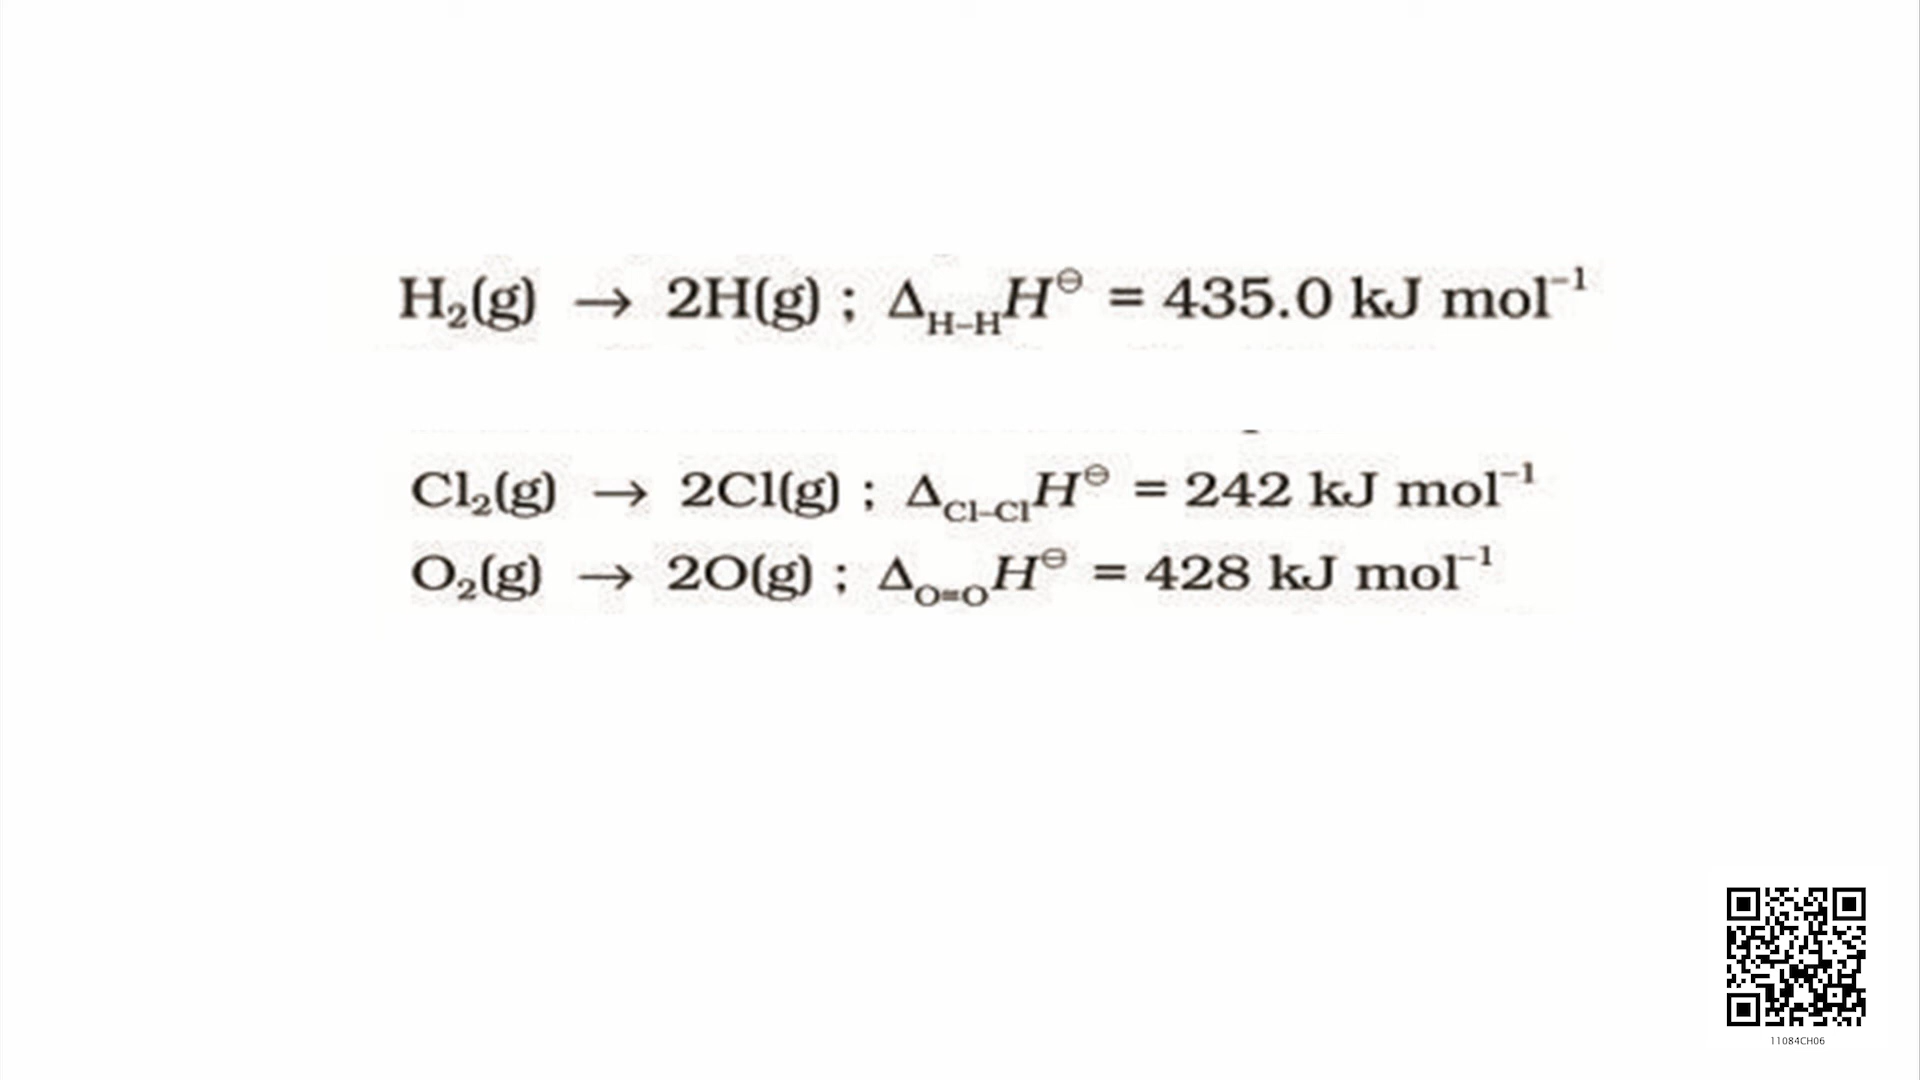 H₂(g) → 2H(g) ; Δ_H–H H^⊖ = 435.0 kJ mol⁻¹
Cl₂(g) → 2Cl(g) ; Δ_Cl–Cl H^⊖ = 242 kJ mol⁻¹
O₂(g) → 2O(g) ; Δ_O=O H^⊖ = 428 kJ mol⁻¹
11084CH06